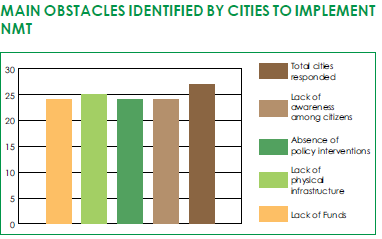 MAIN OBSTACLES IDENTIFIED BY CITIES TO IMPLEMENT
NMT
30
25
20
15
10
5
0
Total cities
responded
Lack of
awareness
among citizens
Absence of
policy interventions
Lack of
physical
infrastructure
Lack of Funds